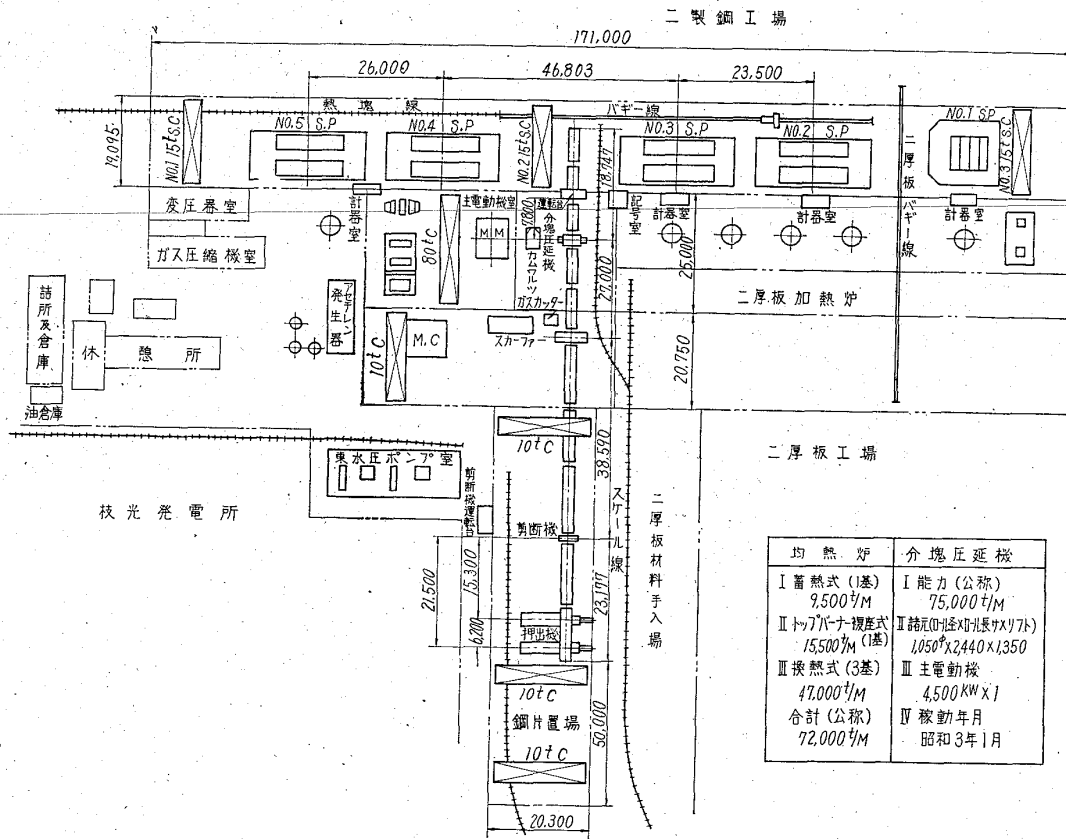 二製鋼工場
171,000
26,000
46,803
23,500
熱塊線
バギー線
19,095
NO.1 15t S.C
NO.5 S.P
NO.4 S.P
NO.2 15t S.C
18,747
NO.3 S.P
NO.2 S.P
二厚板バギー線
NO.1 S.P
NO.3 15t S.C
変圧器室
ガス圧縮機室
計器室
80tC
主電動機室
MM
7,800
運転台
分塊圧延機
カムワルツ
ガスカッター
記号室
計器室
計器室
計器室
27,000
25,000
二厚板加熱炉
詰所及倉庫
休憩所
油倉庫
アセチレン
発生器
10tC
M.C
スカーファ
20,750
10tC
38,590
二厚板工場
東水圧ポンプ室
枝光発電所
剪断機運転台
剪断機
スケール線
二厚板材料手入場
21,500
15,300
6,200
23,177
押出機
10tC
鋼片置場
50,000
10tC
20,300
均熱炉
分塊圧延機
I 蓄熱式 (1基)
9,500t/M
II トップバーナー複座式
15,500t/M (1基)
III 換熱式 (3基)
47,000t/M
合計 (公称)
72,000t/M
I 能力 (公称)
75,000t/M
II 諸元(ロール径×ロール長サ×リフト)
1,050φ×2,440×1,350
III 主電動機
4,500KW×1
IV 稼動年月
昭和3年1月